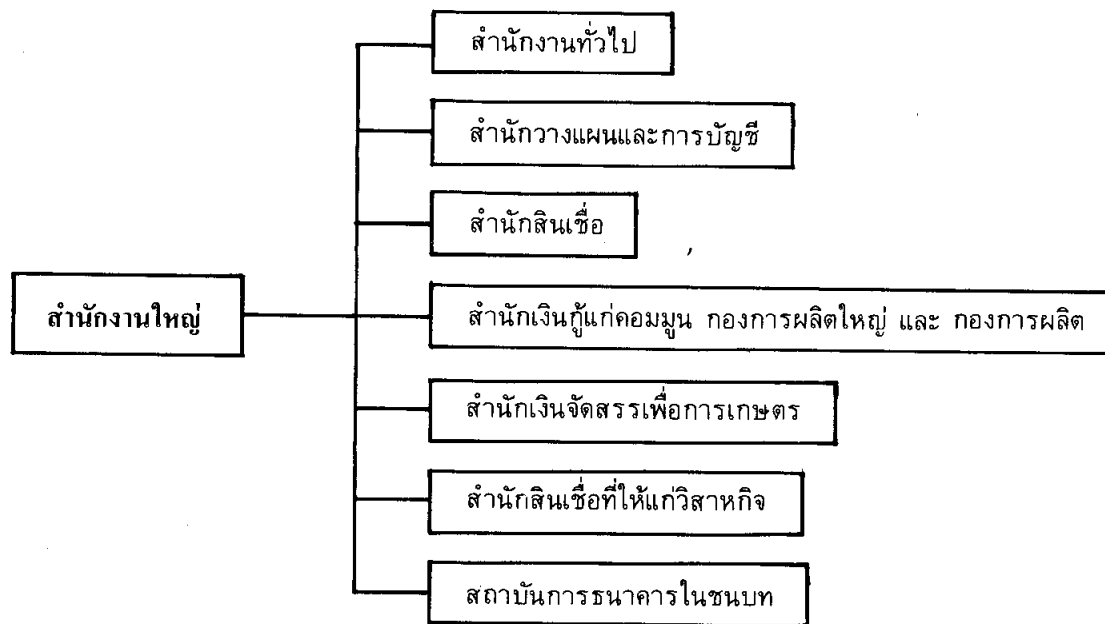 สำนักงานทั่วไป
สำนักวางแผนและการบัญชี
สำนักสินเชื่อ
สำนักงานใหญ่
สำนักเงินกู้แก่คอมมูน กองการผลิตใหญ่ และ กองการผลิต
สำนักเงินจัดสรรเพื่อการเกษตร
สำนักสินเชื่อที่ให้แก่วิสาหกิจ
สถาบันการธนาคารในชนบท